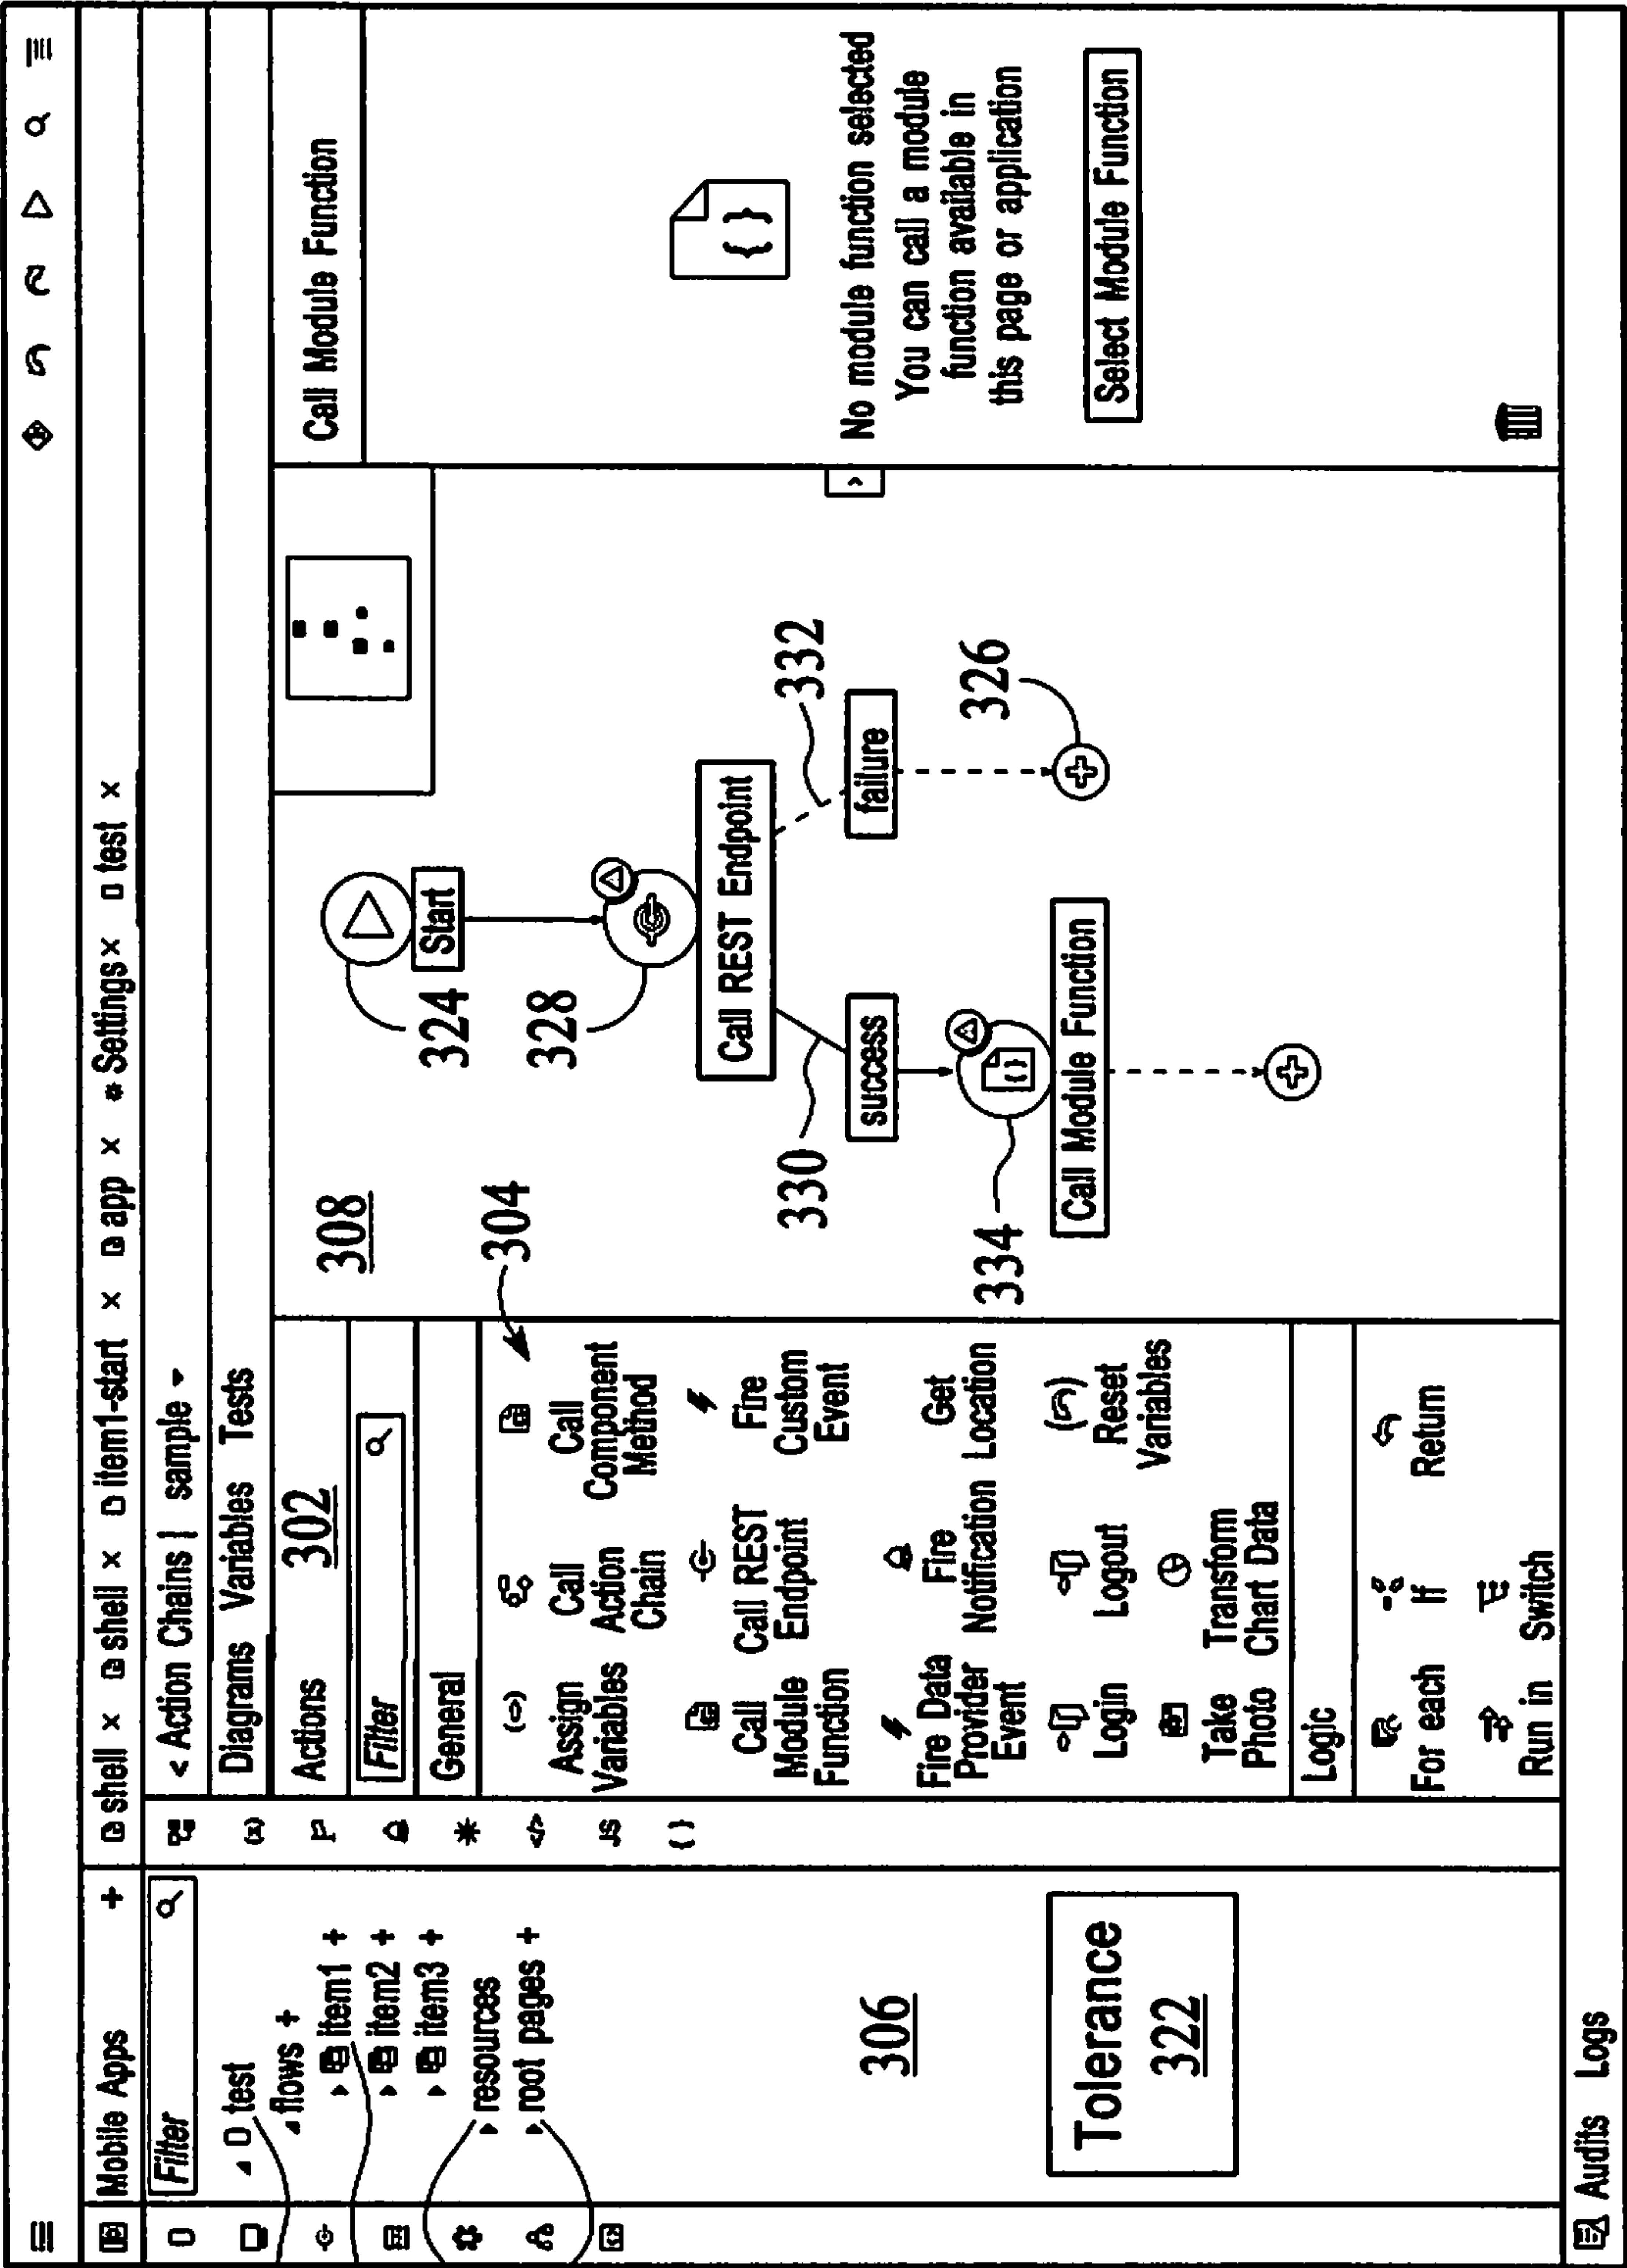 Mobile Apps +
shell × shell × item1-start × app × * Settings × test ×
Filter
test
flows +
item1 +
item2 +
item3 +
resources
root pages +
306
Tolerance
322
(x)
</>
JS
{ }
< Action Chains | sample
Diagrams Variables Tests
Actions 302
Filter
General
304
Assign
Variables
Call
Action
Chain
Call
Component
Method
Call
Module
Function
Call REST
Endpoint
Fire
Custom
Event
Fire Data
Provider
Event
Fire
Notification
Get
Location
Login
Logout
Reset
Variables
Take
Photo
Transform
Chart Data
Logic
For each
If
Return
Run in
Switch
308
324
Start
328
Call REST Endpoint
330
332
success
failure
334
326
{ }
Call Module Function
Call Module Function
{ }
No module function selected
You can call a module
function available in
this page or application
Select Module Function
Audits Logs